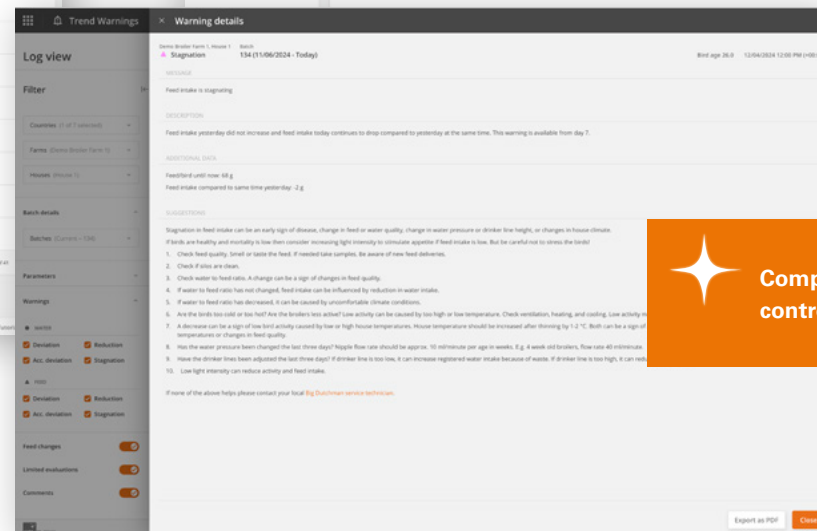 Trend Warnings
× Warning details
Log view
Filter
Countries (1 of 7 selected)
Farms (Demo Broiler Farm 1)
Houses (House 1)
Batch details
Batches (Current – 134)
Parameters
Warnings
WATER
Deviation
Reduction
Acc. deviation
Stagnation
FEED
Deviation
Reduction
Acc. deviation
Stagnation
Feed changes
Limited evaluations
Comments
Demo Broiler Farm 1, House 1 Batch
Stagnation 134 (11/06/2024 - Today)
Bird age 26.0 12/04/2024 12:00 PM
MESSAGE
Feed intake is stagnating
DESCRIPTION
Feed intake yesterday did not increase and feed intake today continues to drop compared to yesterday at the same time. This warning is available from day 7.
ADDITIONAL DATA
Feed/bird until now: 68 g
Feed intake compared to same time yesterday: -2 g
SUGGESTIONS
Stagnation in feed intake can be an early sign of disease, change in feed or water quality, change in water pressure or drinker line height, or changes in house climate.
If birds are healthy and mortality is low then consider increasing light intensity to stimulate appetite if feed intake is low. But be careful not to stress the birds!
1. Check feed quality. Smell or taste the feed. If needed take samples. Be aware of new feed deliveries.
2. Check if silos are clean.
3. Check water to feed ratio. A change can be a sign of changes in feed quality.
4. If water to feed ratio has not changed, feed intake can be influenced by reduction in water intake.
5. If water to feed ratio has decreased, it can be caused by uncomfortable climate conditions.
6. Are the birds too cold or too hot? Are the broilers less active? Low activity can be caused by too high or low temperature. Check ventilation, heating, and cooling. Low activity
7. A decrease can be a sign of low bird activity caused by low or high house temperatures. House temperature should be increased after thinning by 1-2 °C. Both can be a sign of
temperatures or changes in feed quality.
8. Has the water pressure been changed the last three days? Nipple flow rate should be approx. 10 ml/minute per age in weeks. E.g. 4 week old broilers, flow rate 40 ml/minute.
9. Have the drinker lines been adjusted the last three days? If drinker line is too low, it can increase registered water intake because of waste. If drinker line is too high, it can
10. Low light intensity can reduce activity and feed intake.
If none of the above helps please contact your local Big Dutchman service technician.
Comp
contr
Export as PDF
Close